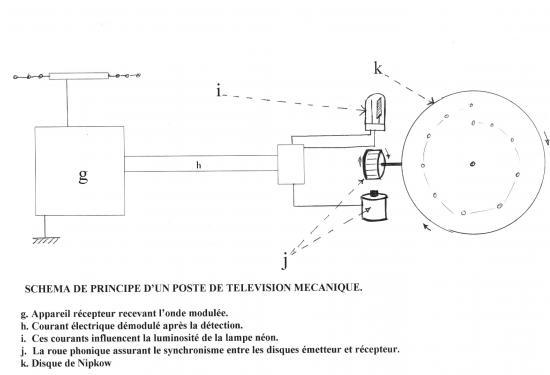 k
i
h
g
j
SCHEMA DE PRINCIPE D'UN POSTE DE TELEVISION MECANIQUE.
g. Appareil récepteur recevant l'onde modulée.
h. Courant électrique démodulé après la détection.
i. Ces courants influencent la luminosité de la lampe néon.
j. La roue phonique assurant le synchronisme entre les disques émetteur et récepteur.
k. Disque de Nipkow